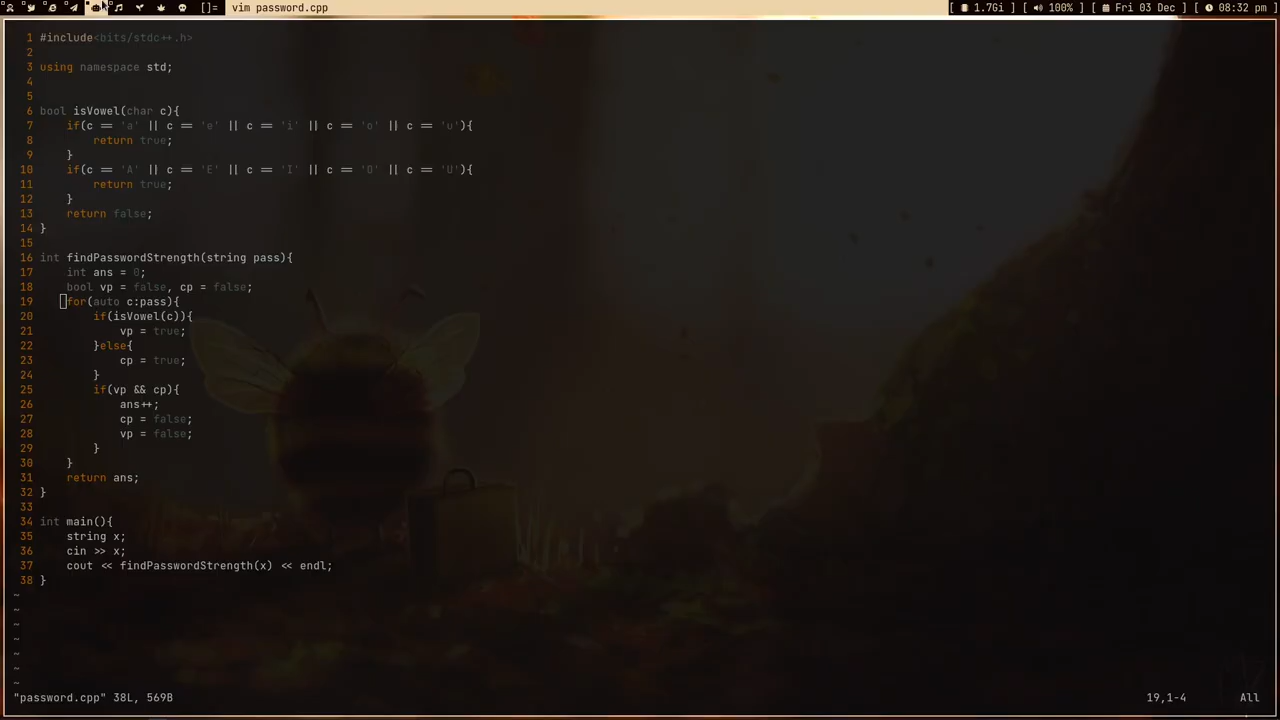 []= vim password.cpp [ 1.7Gi ] [ 100% ] [ Fri 03 Dec ] [ 08:32 pm ]
1 #include<bits/stdc++.h>
2
3 using namespace std;
4
5
6 bool isVowel(char c){
7 if(c == 'a' || c == 'e' || c == 'i' || c == 'o' || c == 'u'){
8 return true;
9 }
10 if(c == 'A' || c == 'E' || c == 'I' || c == 'O' || c == 'U'){
11 return true;
12 }
13 return false;
14 }
15
16 int findPasswordStrength(string pass){
17 int ans = 0;
18 bool vp = false, cp = false;
19 for(auto c:pass){
20 if(isVowel(c)){
21 vp = true;
22 }else{
23 cp = true;
24 }
25 if(vp && cp){
26 ans++;
27 cp = false;
28 vp = false;
29 }
30 }
31 return ans;
32 }
33
34 int main(){
35 string x;
36 cin >> x;
37 cout << findPasswordStrength(x) << endl;
38 }
~
~
~
~
~
~
~
"password.cpp" 38L, 569B 19,1-4 All